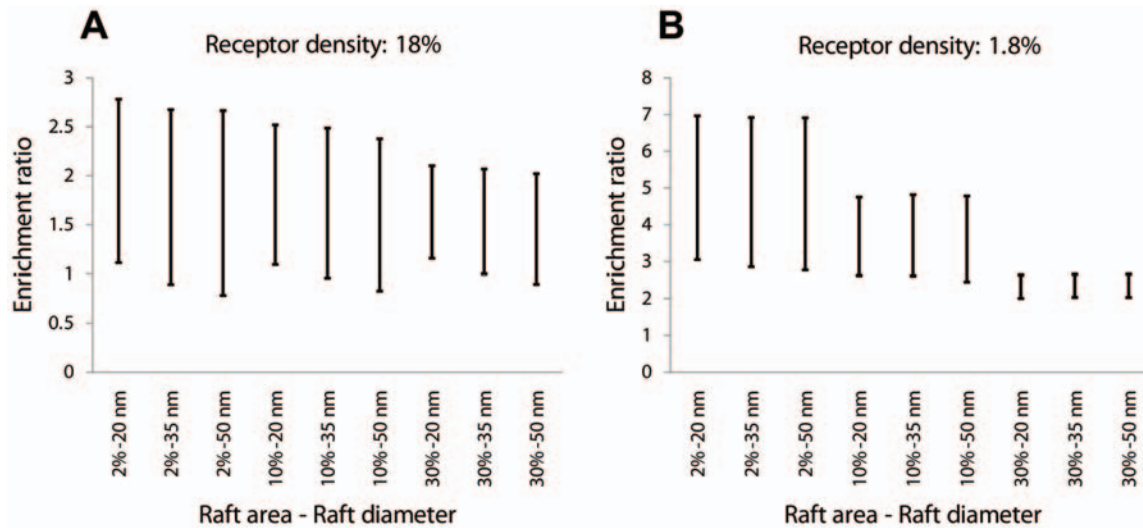 A
Receptor density: 18%
Enrichment ratio
3
2.5
2
1.5
1
0.5
0
2%-20 nm
2%-35 nm
2%-50 nm
10%-20 nm
10%-35 nm
10%-50 nm
30%-20 nm
30%-35 nm
30%-50 nm
Raft area - Raft diameter
B
Receptor density: 1.8%
Enrichment ratio
8
7
6
5
4
3
2
1
0
2%-20 nm
2%-35 nm
2%-50 nm
10%-20 nm
10%-35 nm
10%-50 nm
30%-20 nm
30%-35 nm
30%-50 nm
Raft area - Raft diameter